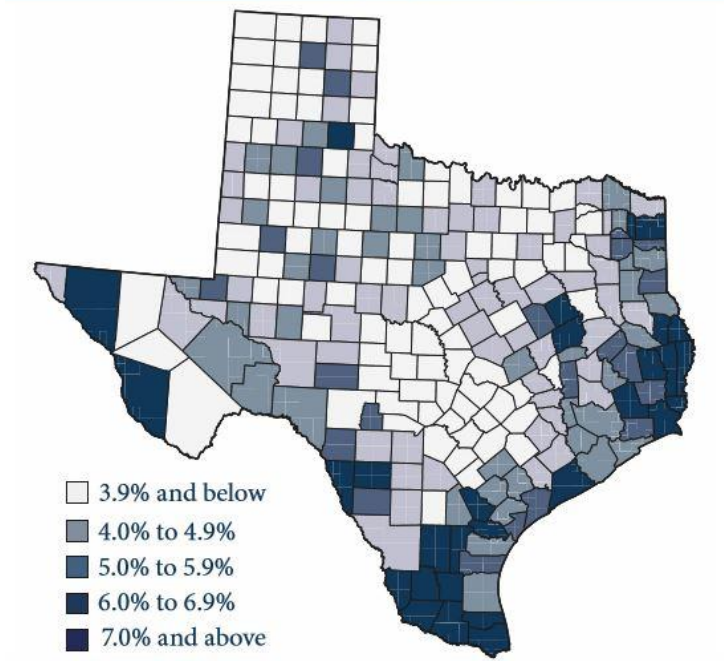 3.9% and below
4.0% to 4.9%
5.0% to 5.9%
6.0% to 6.9%
7.0% and above